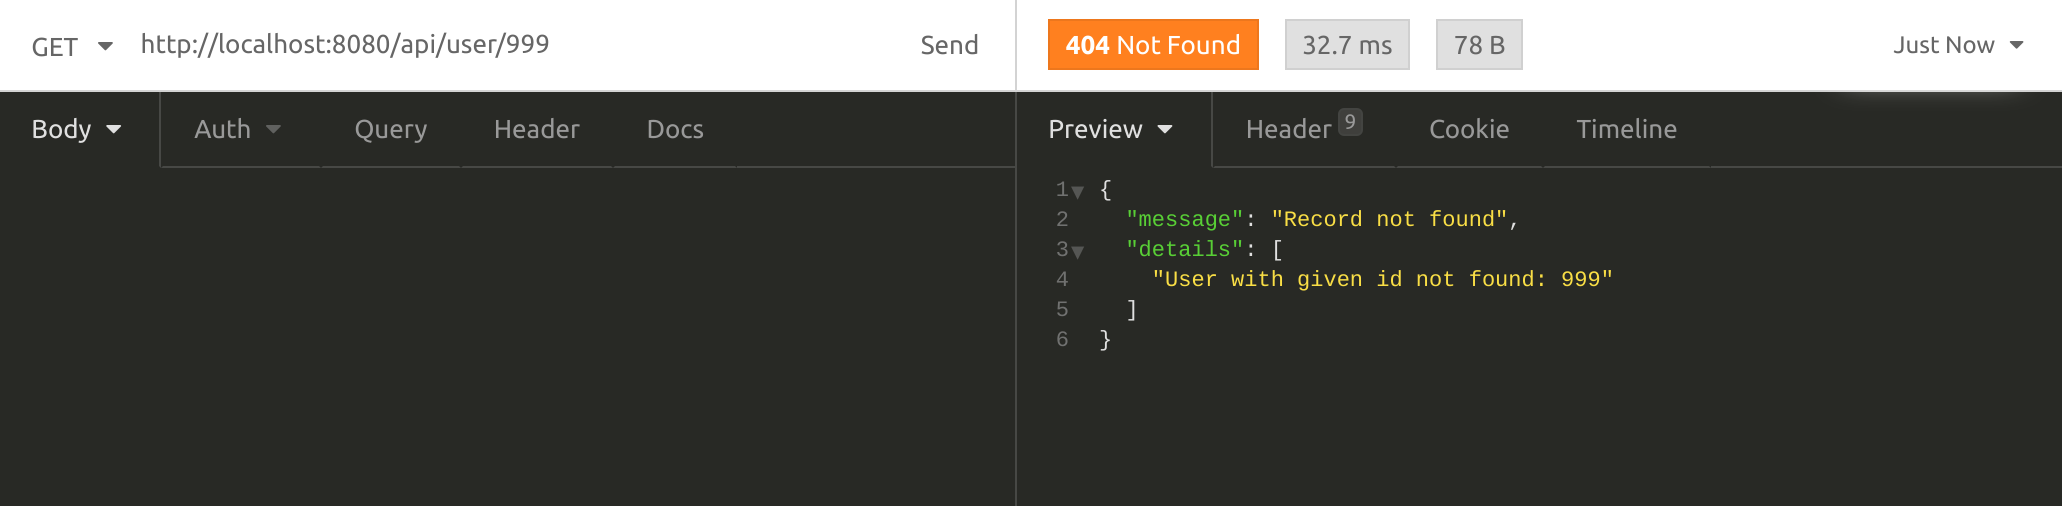 GET http://localhost:8080/api/user/999 Send 404 Not Found 32.7 ms 78 B Just Now
Body Auth Query Header Docs Preview Header 9 Cookie Timeline
1 {
2 "message": "Record not found",
3 "details": [
4 "User with given id not found: 999"
5 ]
6 }